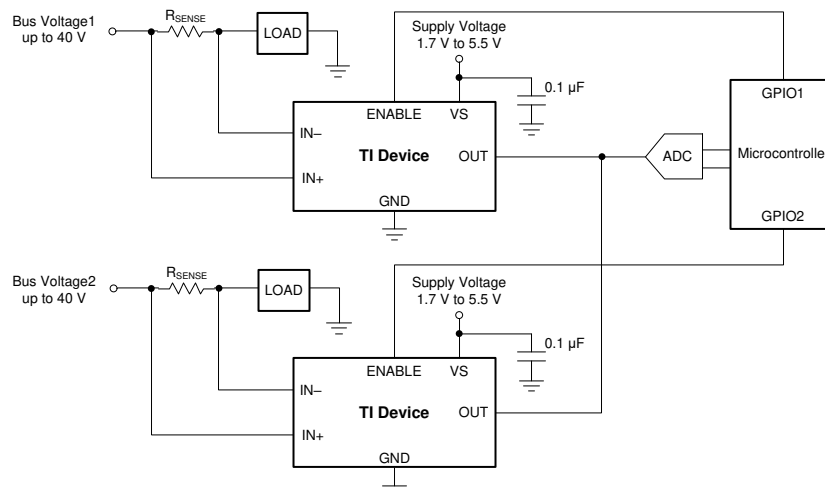 Bus Voltage1
up to 40 V
RSENSE
LOAD
Supply Voltage
1.7 V to 5.5 V
0.1 µF
ENABLE
VS
IN–
TI Device
OUT
IN+
GND
ADC
GPIO1
Microcontrolle
GPIO2
Bus Voltage2
up to 40 V
RSENSE
LOAD
Supply Voltage
1.7 V to 5.5 V
0.1 µF
ENABLE
VS
IN–
TI Device
OUT
IN+
GND